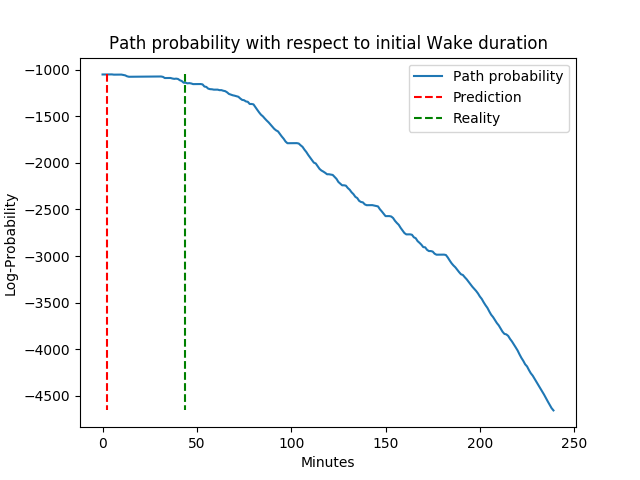 Path probability with respect to initial Wake duration
Path probability
Prediction
Reality
Log-Probability
−1000
−1500
−2000
−2500
−3000
−3500
−4000
−4500
0
50
100
150
200
250
Minutes